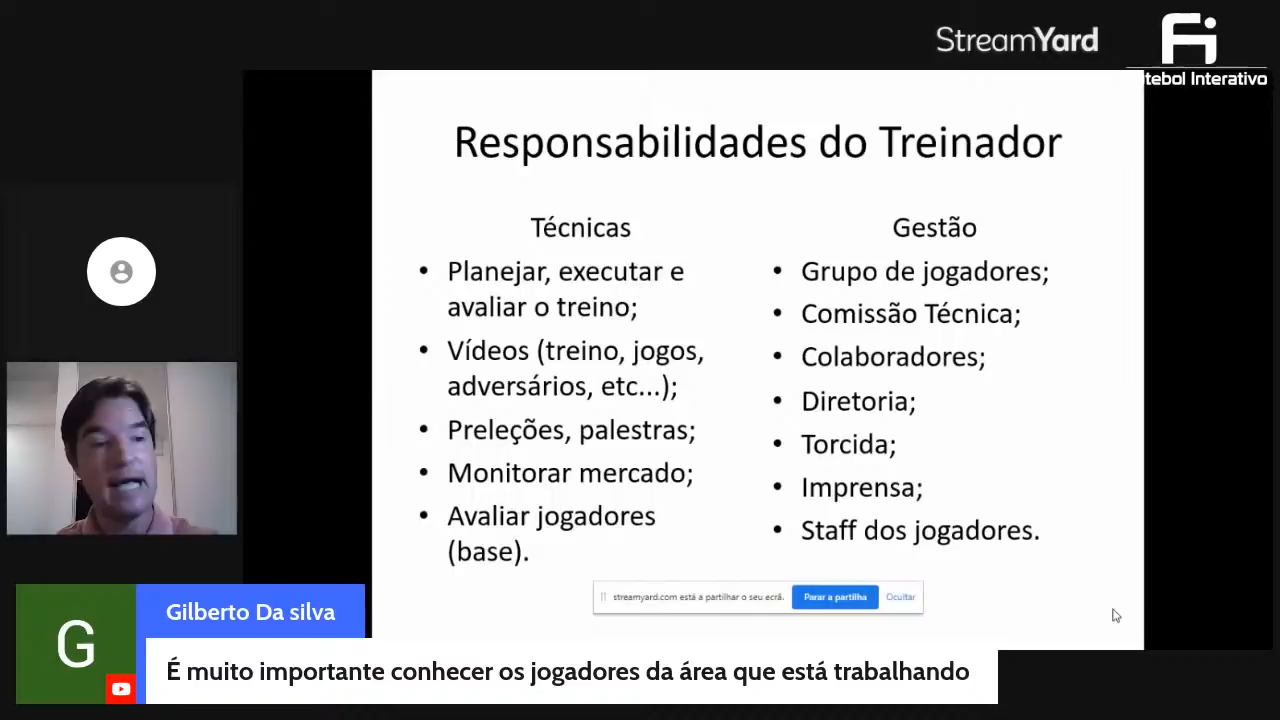 StreamYard
Fi
tebol Interativo
Responsabilidades do Treinador
Técnicas
• Planejar, executar e
avaliar o treino;
• Vídeos (treino, jogos,
adversários, etc...);
• Preleções, palestras;
• Monitorar mercado;
• Avaliar jogadores
(base).
Gestão
• Grupo de jogadores;
• Comissão Técnica;
• Colaboradores;
• Diretoria;
• Torcida;
• Imprensa;
• Staff dos jogadores.
streamyard.com está a partilhar o seu ecrã.
Parar a partilha
Ocultar
G
Gilberto Da silva
É muito importante conhecer os jogadores da área que está trabalhando